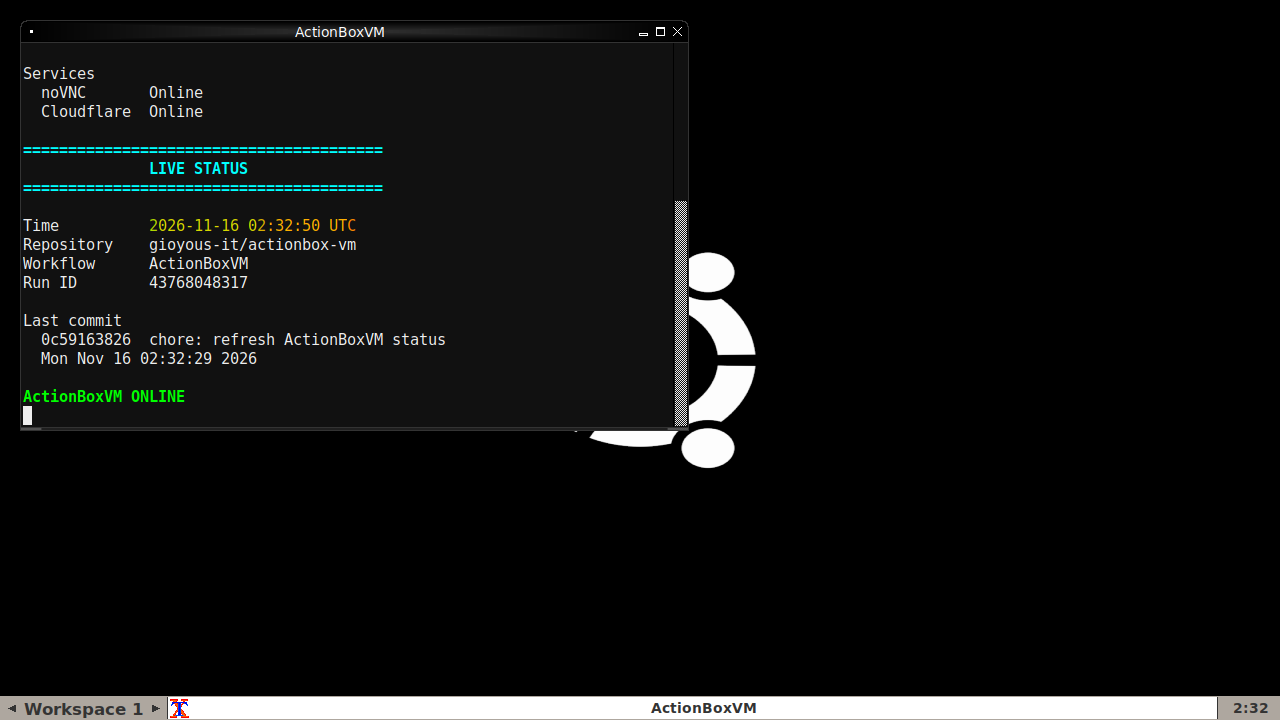 ActionBoxVM
Services
noVNC Online
Cloudflare Online
========================================
LIVE STATUS
========================================
Time 2026-11-16 02:32:50 UTC
Repository gioyous-it/actionbox-vm
Workflow ActionBoxVM
Run ID 43768048317
Last commit
0c59163826 chore: refresh ActionBoxVM status
Mon Nov 16 02:32:29 2026
ActionBoxVM ONLINE
Workspace 1 ActionBoxVM 2:32